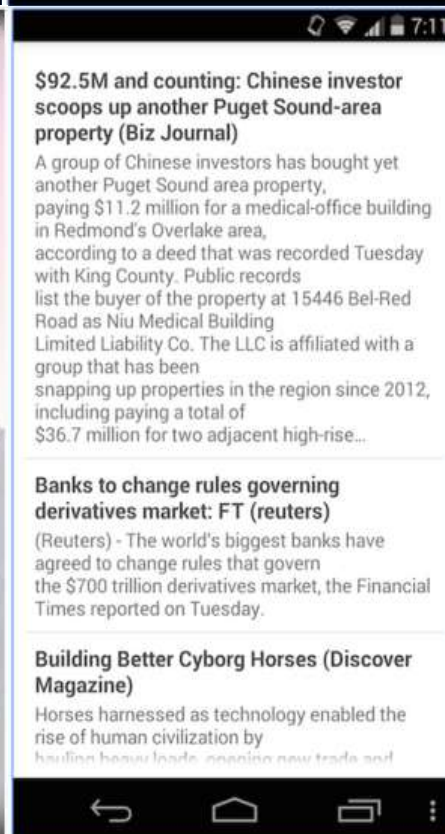 7:11
$92.5M and counting: Chinese investor
scoops up another Puget Sound-area
property (Biz Journal)
A group of Chinese investors has bought yet
another Puget Sound area property,
paying $11.2 million for a medical-office building
in Redmond's Overlake area,
according to a deed that was recorded Tuesday
with King County. Public records
list the buyer of the property at 15446 Bel-Red
Road as Niu Medical Building
Limited Liability Co. The LLC is affiliated with a
group that has been
snapping up properties in the region since 2012,
including paying a total of
$36.7 million for two adjacent high-rise...
Banks to change rules governing
derivatives market: FT (reuters)
(Reuters) - The world's biggest banks have
agreed to change rules that govern
the $700 trillion derivatives market, the Financial
Times reported on Tuesday.
Building Better Cyborg Horses (Discover
Magazine)
Horses harnessed as technology enabled the
rise of human civilization by
hauling heavy loads, opening new trade and